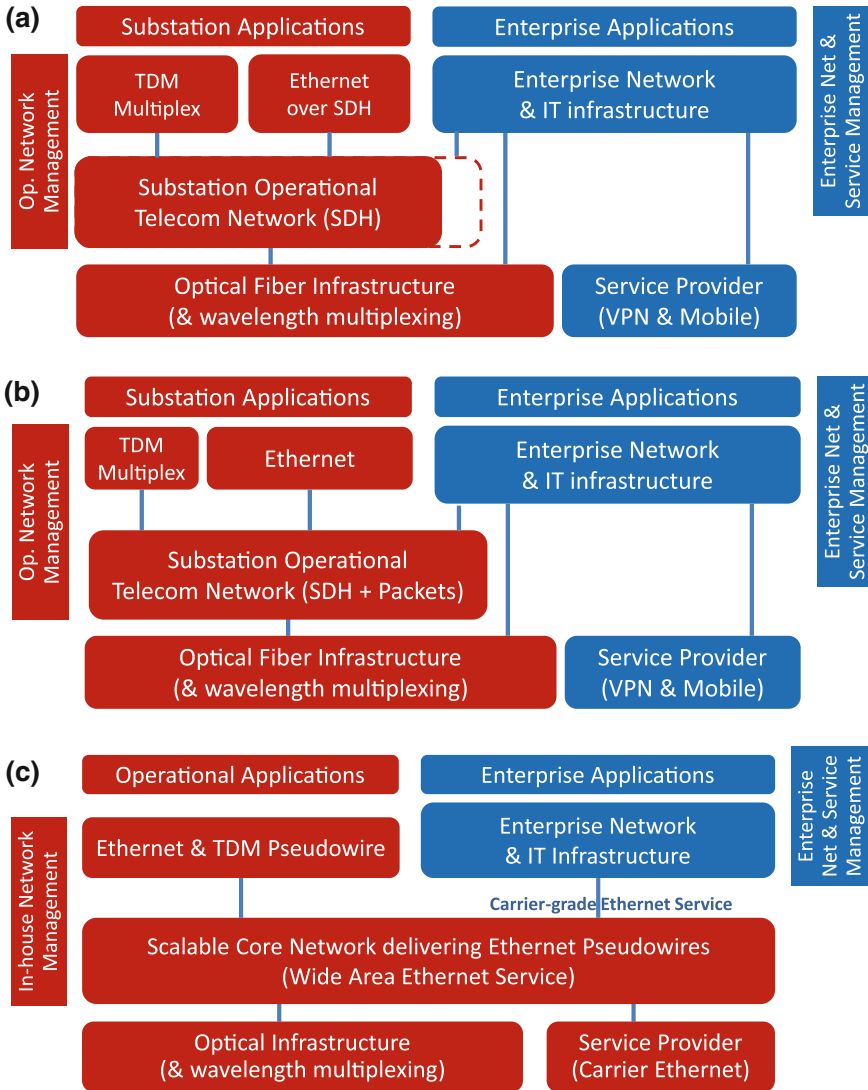 (a)
Substation Applications
Enterprise Applications
Op. Network
Management
TDM
Multiplex
Ethernet
over SDH
Enterprise Network
& IT infrastructure
Enterprise Net &
Service Management
Substation Operational
Telecom Network (SDH)
Optical Fiber Infrastructure
(& wavelength multiplexing)
Service Provider
(VPN & Mobile)
(b)
Substation Applications
Enterprise Applications
Op. Network
Management
TDM
Multiplex
Ethernet
Enterprise Network
& IT infrastructure
Enterprise Net &
Service Management
Substation Operational
Telecom Network (SDH + Packets)
Optical Fiber Infrastructure
(& wavelength multiplexing)
Service Provider
(VPN & Mobile)
(c)
Operational Applications
Enterprise Applications
Enterprise
Net & Service
Management
In-house Network
Management
Ethernet & TDM Pseudowire
Enterprise Network
& IT Infrastructure
Carrier-grade Ethernet Service
Scalable Core Network delivering Ethernet Pseudowires
(Wide Area Ethernet Service)
Optical Infrastructure
(& wavelength multiplexing)
Service Provider
(Carrier Ethernet)